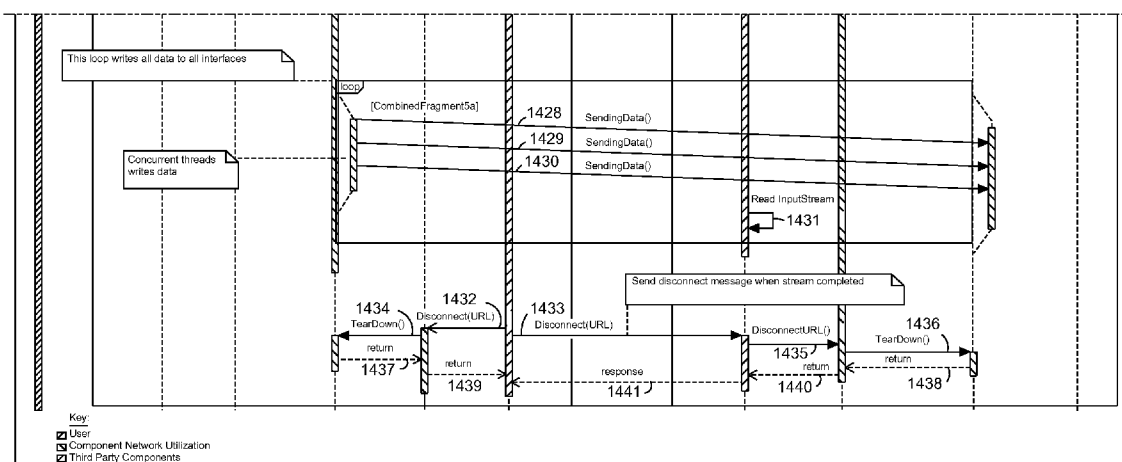 This loop writes all data to all interfaces
loop
[CombinedFragment5a]
1428
SendingData()
1429
SendingData()
Concurrent threads
writes data
1430
SendingData()
Read InputStream
1431
Send disconnect message when stream completed
1434
1432
1433
Disconnect(URL)
Disconnect(URL)
TearDown()
DisconnectURL()
1436
TearDown()
1435
return
1437
return
1439
response
1441
return
1440
return
1438
Key:
User
Component Network Utilization
Third Party Components